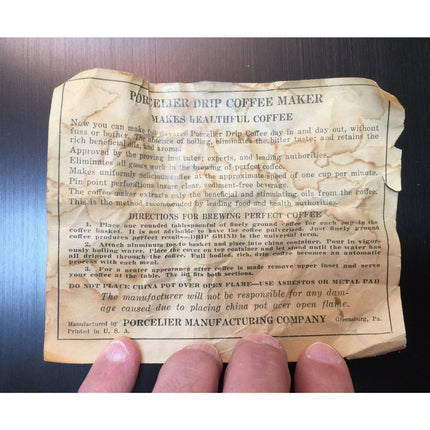 PORCELIER DRIP COFFEE MAKER
MAKES HEALTHFUL COFFEE
Now you can make full flavored Porcelier Drip Coffee day in and day out, without
fuss or bother. The absence of boiling eliminates the bitter taste; and retains the
rich beneficial oils, and aroma.
Approved by the proving institutes; experts, and leading authorities.
Eliminates all guess work in the brewing of perfect coffee.
Makes uniformly delicious coffee at the approximate speed of one cup per minute.
Pin point perforations insure clear, sediment-free beverage.
The coffee maker extracts only the beneficial and stimulating oils from the coffee.
This is the method recommended by leading food and health authorities.
DIRECTIONS FOR BREWING PERFECT COFFEE
1. Place one rounded tablespoonful of finely ground coffee for each cup in the
coffee basket. It is not advisable to have the coffee pulverized. Just finely ground
coffee produces perfect results—DRIP GRIND is the universal term.
2. Attach aluminum top to basket and place into china container. Pour in vigorously
boiling water. Place the cover on top container and let stand until the water has
all dripped through the coffee. Full bodied, rich, drip coffee becomes an automatic
process with each meal.
3. For a neater appearance after coffee is made remove upper insert and serve
your coffee at the table. The lid fits both sections.
DO NOT PLACE CHINA POT OVER OPEN FLAME—USE ASBESTOS OR METAL PAD
The manufacturer will not be responsible for any dam-
age caused due to placing china pot over open flame.
Manufactured by PORCELIER MANUFACTURING COMPANY Greensburg, Pa.
Printed in U. S. A.